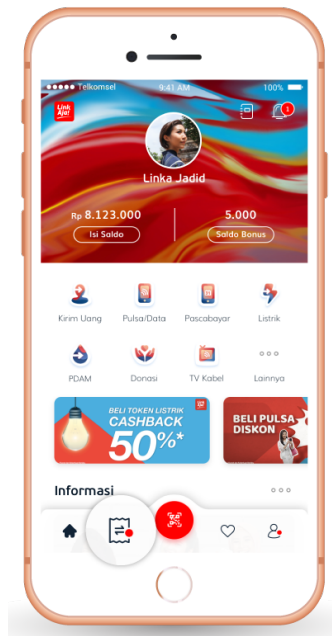 Telkomsel 9:41 AM 100%
Link
Aja!
1
Linka Jadid
Rp 8.123.000 5.000
Isi Saldo Saldo Bonus
Kirim Uang Pulsa/Data Pascabayar Listrik
PDAM Donasi TV Kabel Lainnya
BELI TOKEN LISTRIK
CASHBACK
50%*
BELI PULSA
DISKON
Informasi